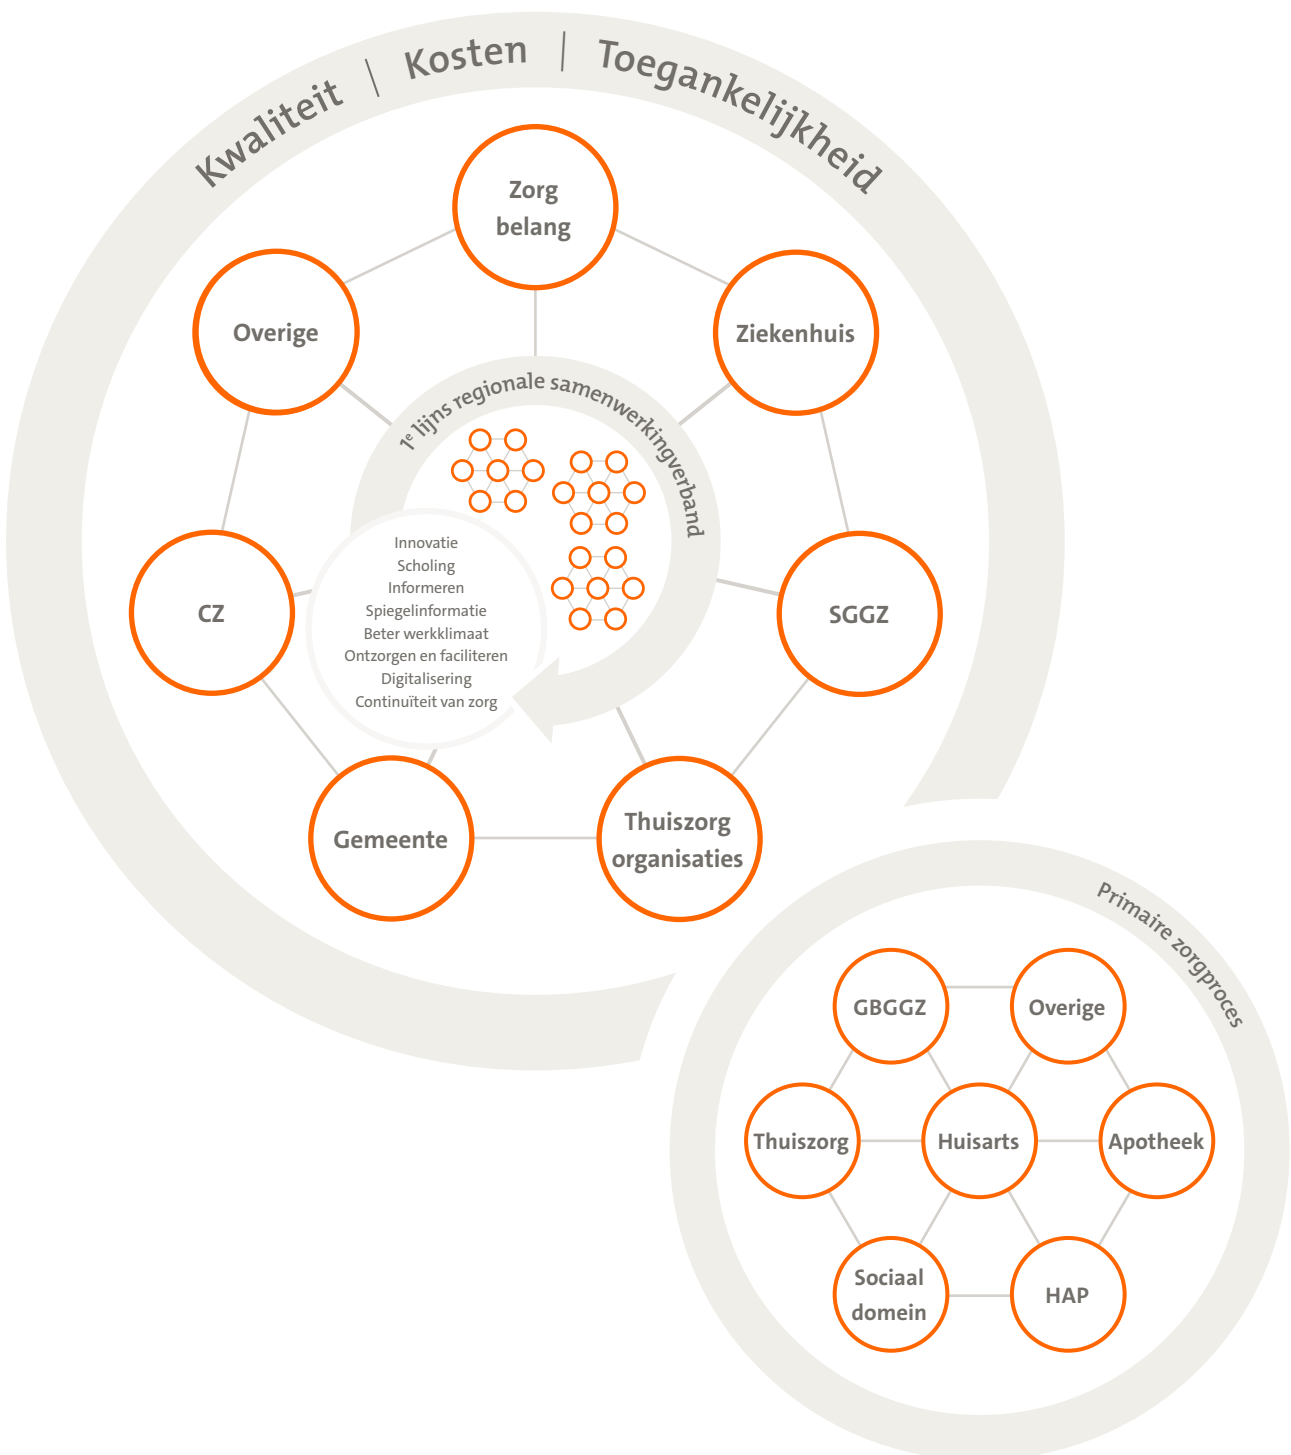 Kwaliteit | Kosten | Toegankelijkheid
Zorg
belang
Overige
Ziekenhuis
1e lijns regionale samenwerkingverband
Innovatie
Scholing
Informeren
Spiegelinformatie
Beter werkklimaat
Ontzorgen en faciliteren
Digitalisering
Continuïteit van zorg
CZ
SGGZ
Gemeente
Thuiszorg
organisaties
Primaire zorgproces
GBGGZ
Overige
Thuiszorg
Huisarts
Apotheek
Sociaal
domein
HAP